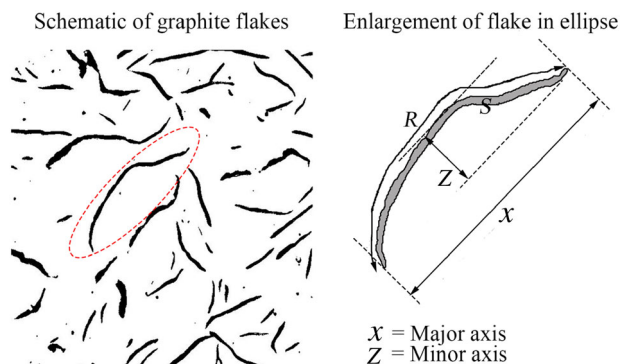 Schematic of graphite flakes
Enlargement of flake in ellipse
R
S
Z
x
x = Major axis
Z = Minor axis